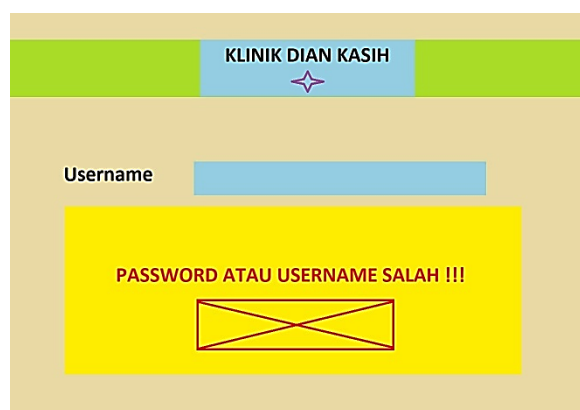 KLINIK DIAN KASIH
Username
PASSWORD ATAU USERNAME SALAH !!!